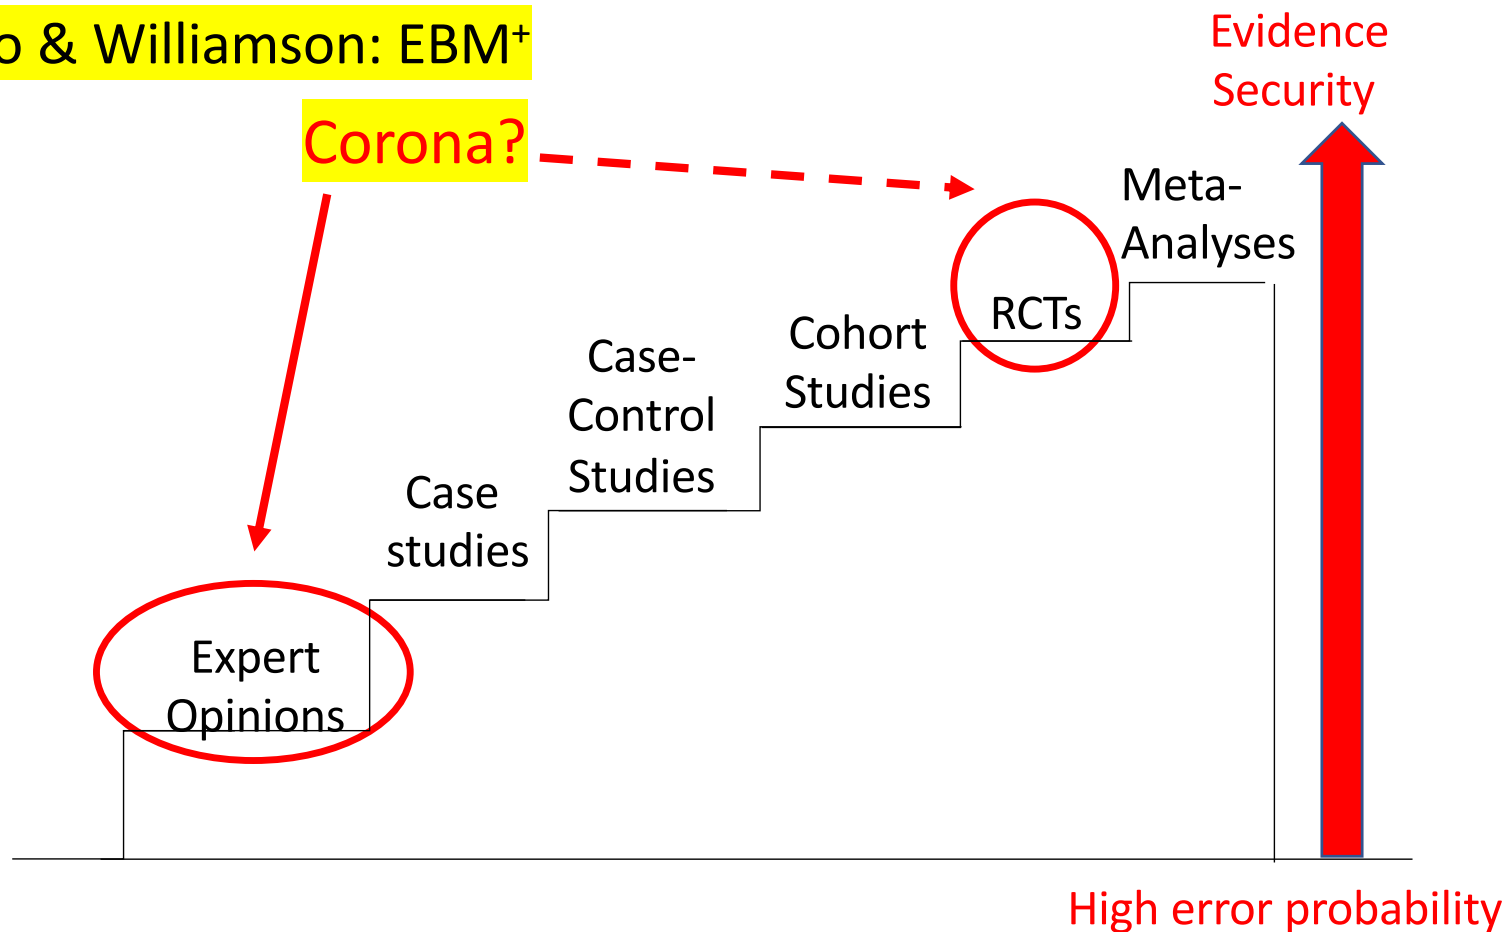 o & Williamson: EBM⁺
Corona?
Evidence
Security
Meta-
Analyses
RCTs
Cohort
Studies
Case-
Control
Studies
Case
studies
Expert
Opinions
High error probability